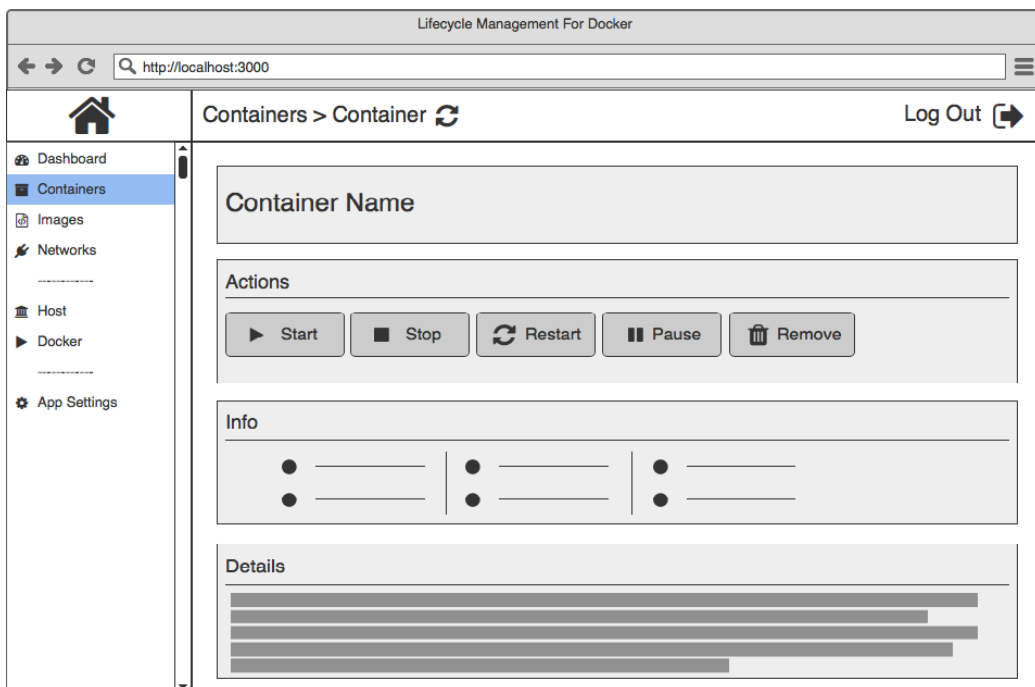 Lifecycle Management For Docker
http://localhost:3000
Containers > Container
Log Out
Dashboard
Containers
Images
Networks
------------
Host
Docker
------------
App Settings
Container Name
Actions
Start
Stop
Restart
Pause
Remove
Info
Details